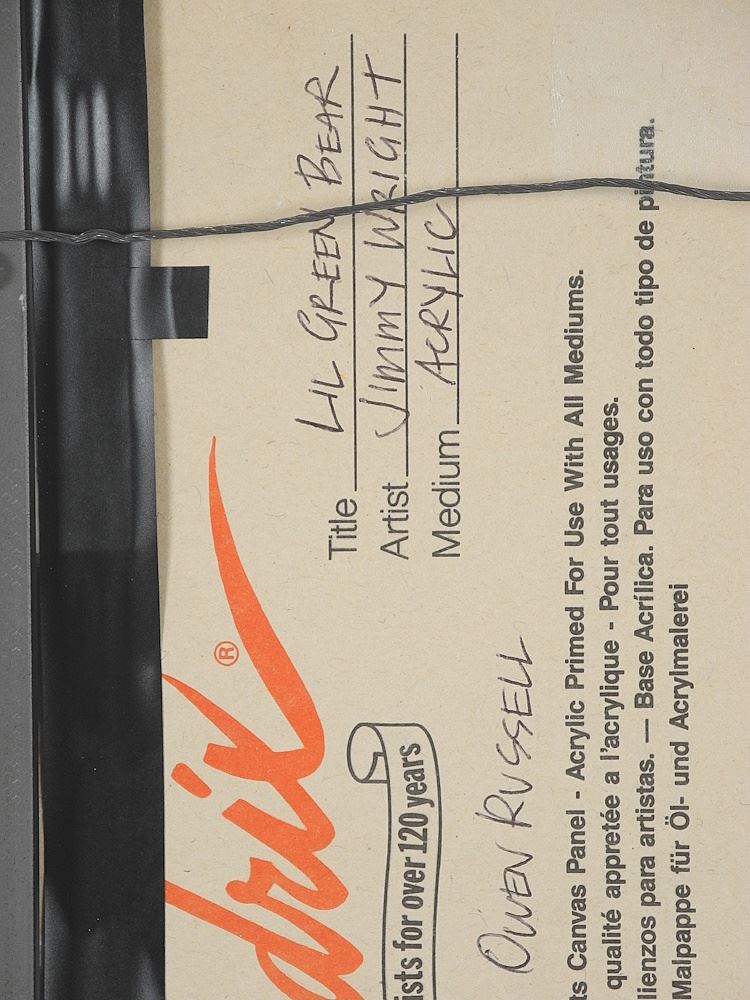 Title LIL GREEN BEAR
Artist JIMMY WRIGHT
Medium ACRYLIC
drix®
ists for over 120 years
OWEN RUSSELL
ts Canvas Panel - Acrylic Primed For Use With All Mediums.
qualité appretée a l'acrylique - Pour tout usages.
lienzos para artistas. — Base Acrílica. Para uso con todo tipo de pintura.
Malpappe für Öl- und Acrylmalerei